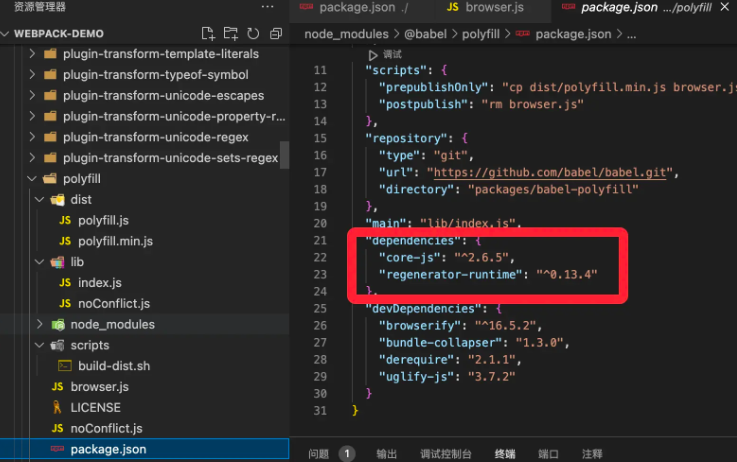 资源管理器
WEBPACK-DEMO
plugin-transform-template-literals
plugin-transform-typeof-symbol
plugin-transform-unicode-escapes
plugin-transform-unicode-property-r...
plugin-transform-unicode-regex
plugin-transform-unicode-sets-regex
polyfill
dist
JS polyfill.js
JS polyfill.min.js
lib
JS index.js
JS noConflict.js
node_modules
scripts
build-dist.sh
JS browser.js
LICENSE
JS noConflict.js
package.json
package.json ./
JS browser.js
package.json .../polyfill
node_modules > @babel > polyfill > package.json > ...
调试
11 "scripts": {
12 "prepublishOnly": "cp dist/polyfill.min.js browser.js
13 "postpublish": "rm browser.js"
14 },
15 "repository": {
16 "type": "git",
17 "url": "https://github.com/babel/babel.git",
18 "directory": "packages/babel-polyfill"
19 },
20 "main": "lib/index.js",
21 "dependencies": {
22 "core-js": "^2.6.5",
23 "regenerator-runtime": "^0.13.4"
24 },
25 "devDependencies": {
26 "browserify": "^16.5.2",
27 "bundle-collapser": "1.3.0",
28 "derequire": "2.1.1",
29 "uglify-js": "3.7.2"
30 }
31 }
问题 1 输出 调试控制台 终端 端口 注释